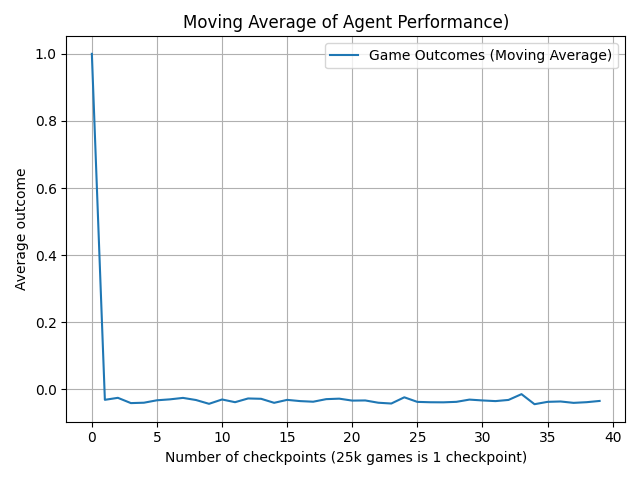 Moving Average of Agent Performance)
Game Outcomes (Moving Average)
Average outcome
1.0
0.8
0.6
0.4
0.2
0.0
0 5 10 15 20 25 30 35 40
Number of checkpoints (25k games is 1 checkpoint)